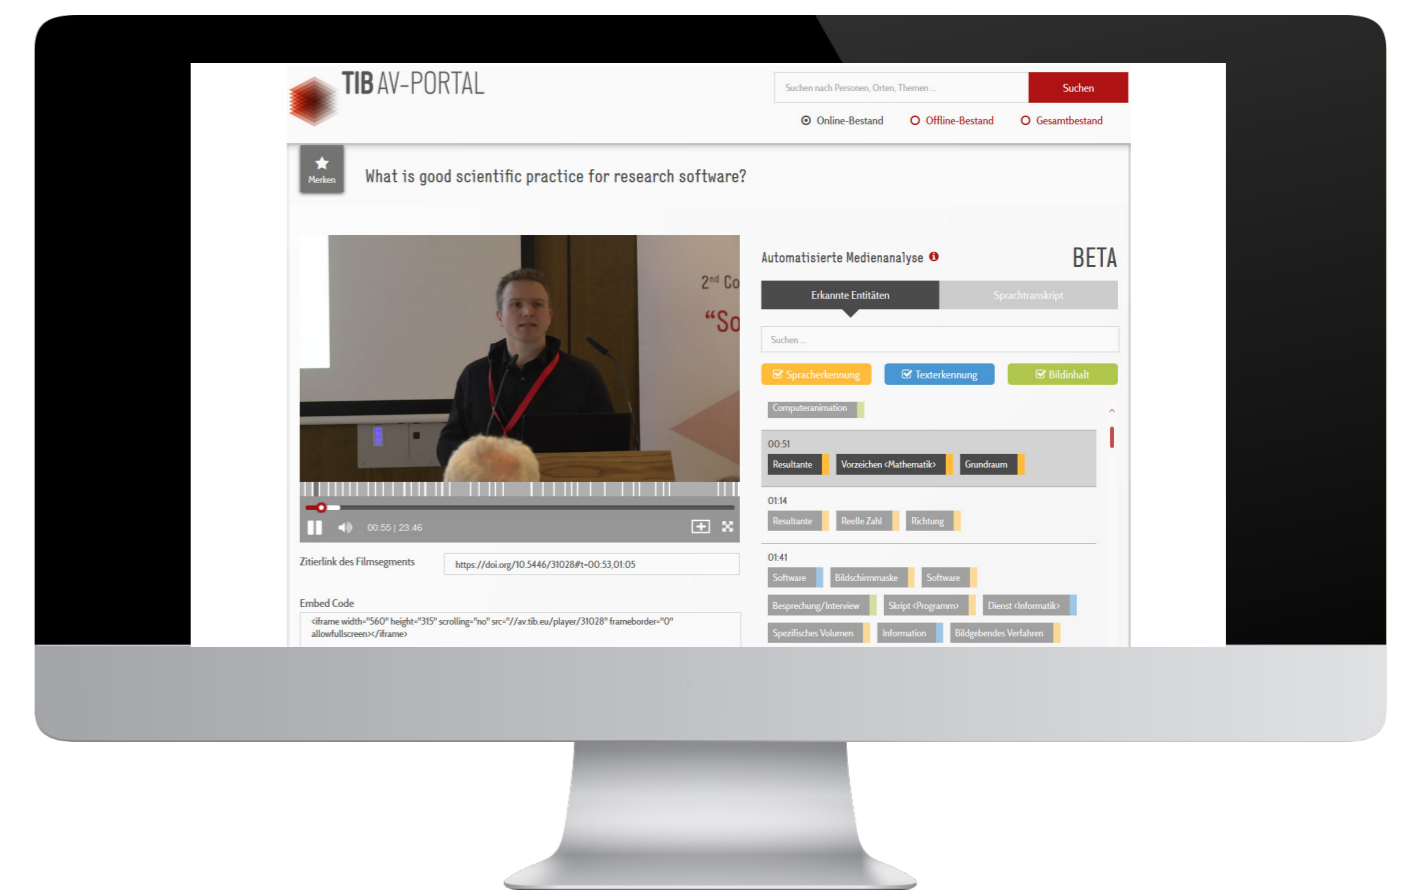 TIB AV-PORTAL
Suchen nach Personen, Orten, Themen ...
Suchen
Online-Bestand Offline-Bestand Gesamtbestand
Merken
What is good scientific practice for research software?
2nd Co
“So
00:55 | 23:46
Zitierlink des Filmsegments
https://doi.org/10.5446/31028#t=00:53,01:05
Embed Code
<iframe width="560" height="315" scrolling="no" src="//av.tib.eu/player/31028" frameborder="0"
allowfullscreen></iframe>
Automatisierte Medienanalyse
BETA
Erkannte Entitäten Sprachtranskript
Suchen ...
Spracherkennung Texterkennung Bildinhalt
Computeranimation
00:51
Resultante Vorzeichen <Mathematik> Grundraum
01:14
Resultante Reelle Zahl Richtung
01:41
Software Bildschirmmaske Software
Besprechung/Interview Skript <Programm> Dienst <Informatik>
Spezifisches Volumen Information Bildgebendes Verfahren